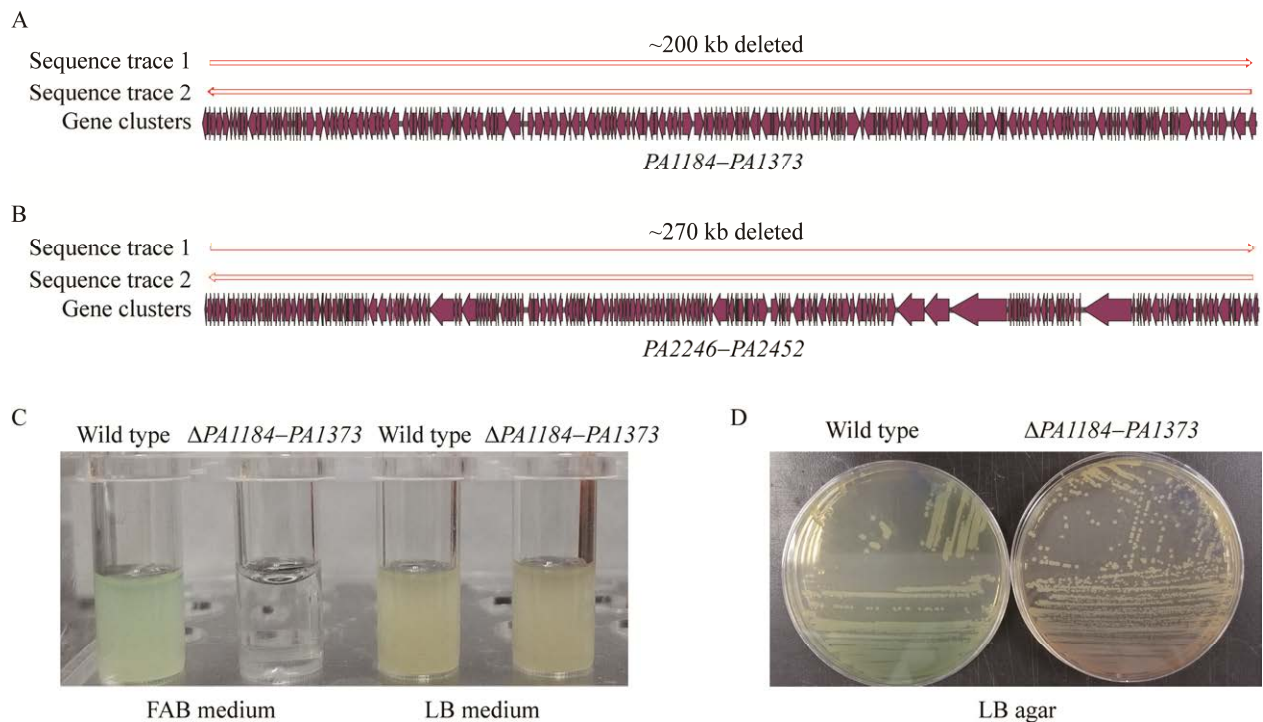 A
~200 kb deleted
Sequence trace 1
Sequence trace 2
Gene clusters
PA1184–PA1373
B
~270 kb deleted
Sequence trace 1
Sequence trace 2
Gene clusters
PA2246–PA2452
C
Wild type ΔPA1184–PA1373 Wild type ΔPA1184–PA1373
FAB medium LB medium
D
Wild type ΔPA1184–PA1373
LB agar